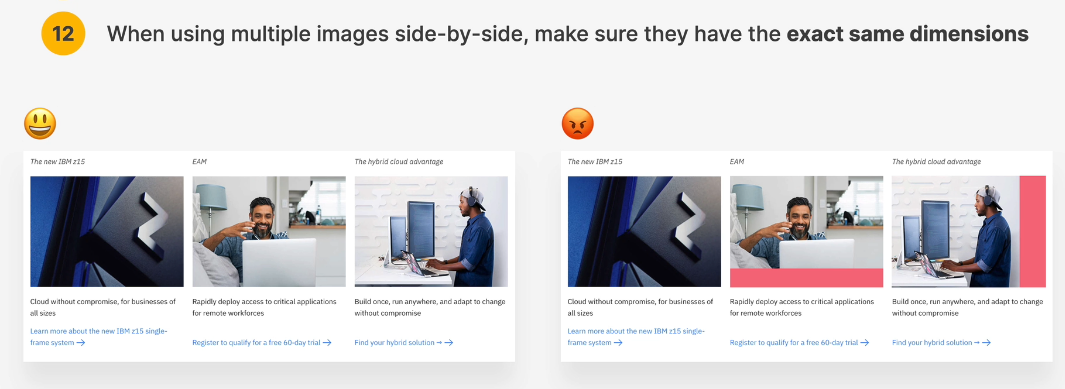 12
When using multiple images side-by-side, make sure they have the exact same dimensions
The new IBM z15
EAM
The hybrid cloud advantage
Cloud without compromise, for businesses of
all sizes
Rapidly deploy access to critical applications
for remote workforces
Build once, run anywhere, and adapt to change
without compromise
Learn more about the new IBM z15 single-
frame system →
Register to qualify for a free 60-day trial →
Find your hybrid solution → →
The new IBM z15
EAM
The hybrid cloud advantage
Cloud without compromise, for businesses of
all sizes
Rapidly deploy access to critical applications
for remote workforces
Build once, run anywhere, and adapt to change
without compromise
Learn more about the new IBM z15 single-
frame system →
Register to qualify for a free 60-day trial →
Find your hybrid solution → →